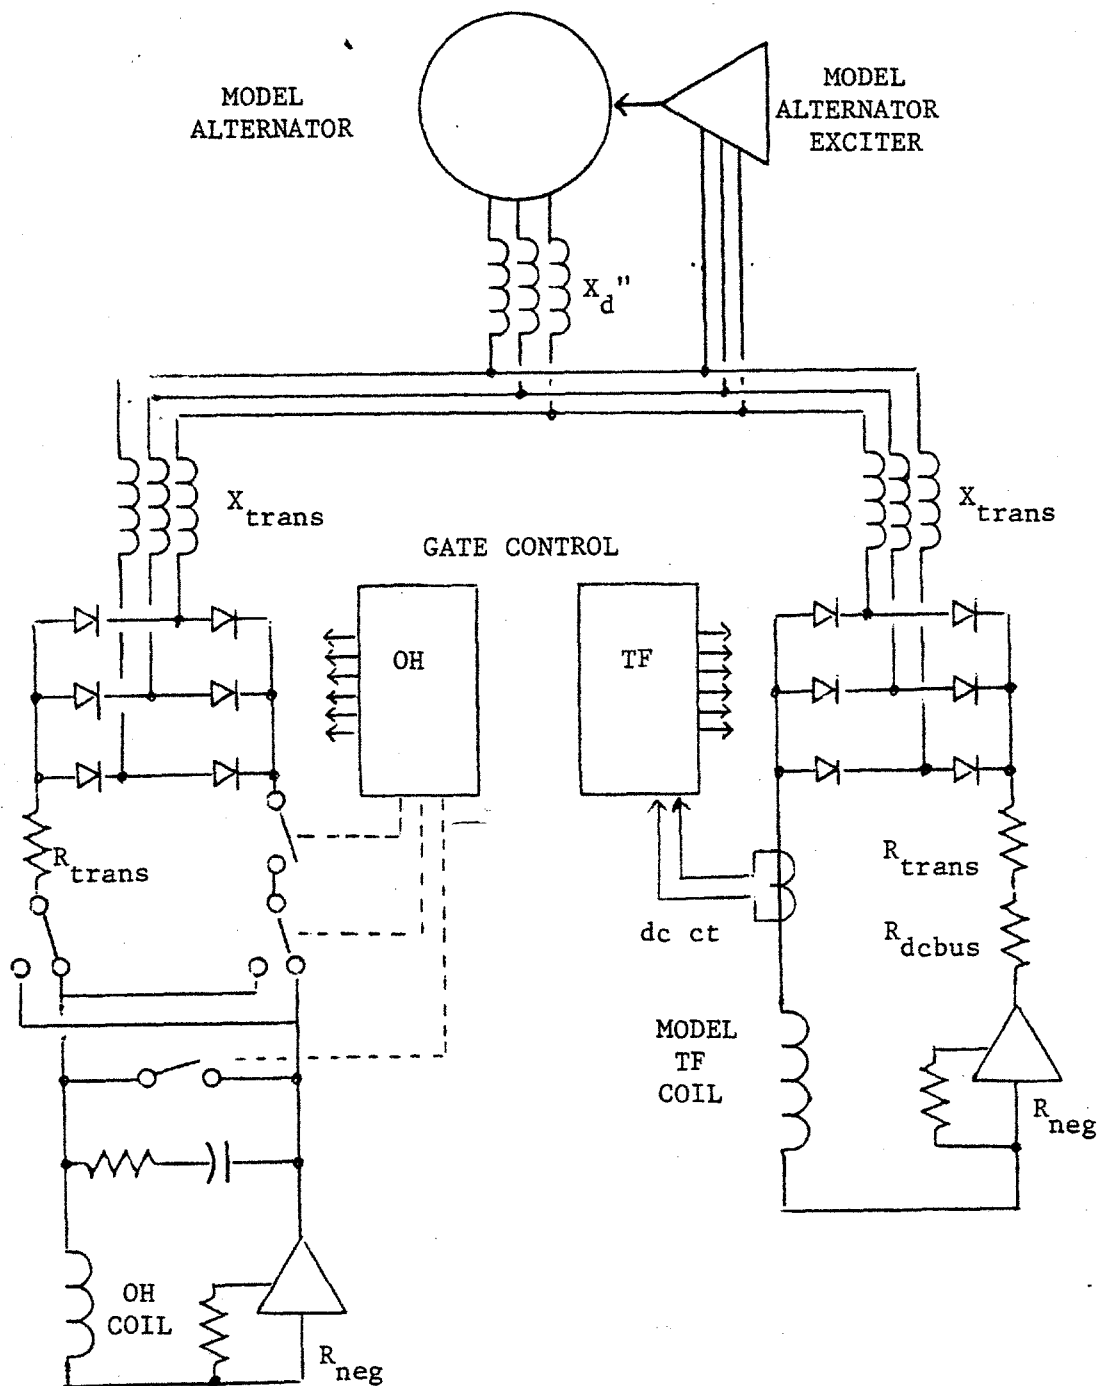 MODEL
ALTERNATOR
MODEL
ALTERNATOR
EXCITER
X_d"
X_trans
X_trans
GATE CONTROL
OH
TF
R_trans
R_trans
dc ct
R_dcbus
MODEL
TF
COIL
R_neg
OH
COIL
R_neg